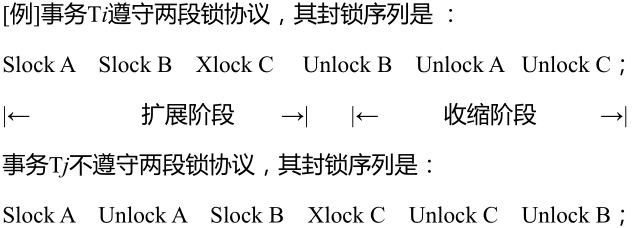 [例]事务Ti遵守两段锁协议，其封锁序列是 ：
Slock A Slock B Xlock C Unlock B Unlock A Unlock C；
|← 扩展阶段 →| |← 收缩阶段 →|
事务Tj不遵守两段锁协议，其封锁序列是：
Slock A Unlock A Slock B Xlock C Unlock C Unlock B；